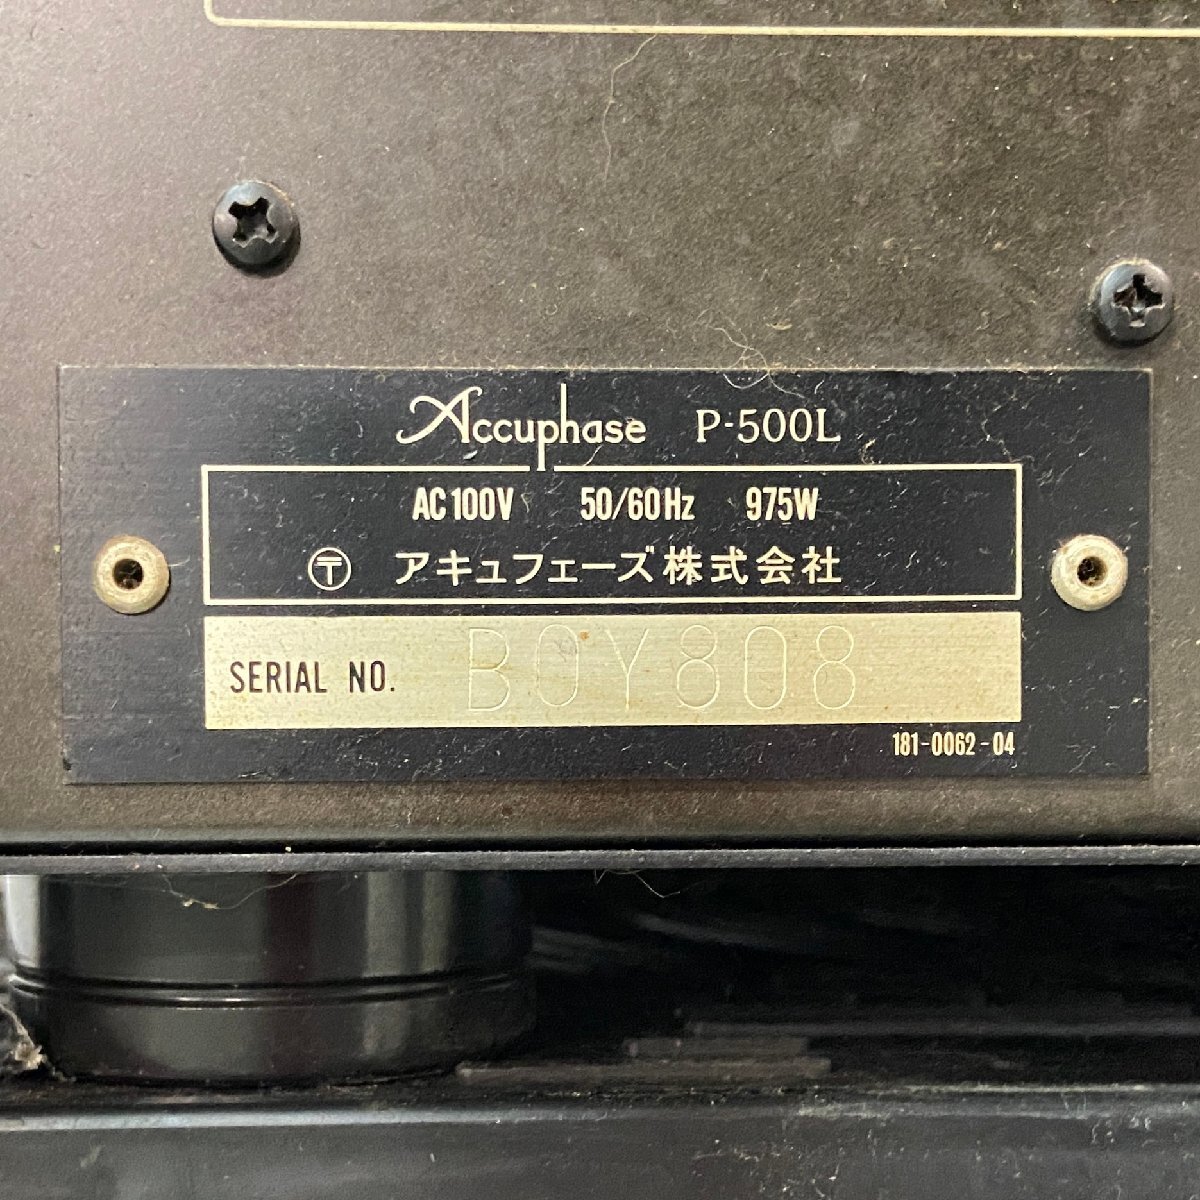 Accuphase P-500L
AC100V 50/60Hz 975W
〶 アキュフェーズ株式会社
SERIAL NO. B0Y808
181-0062-04